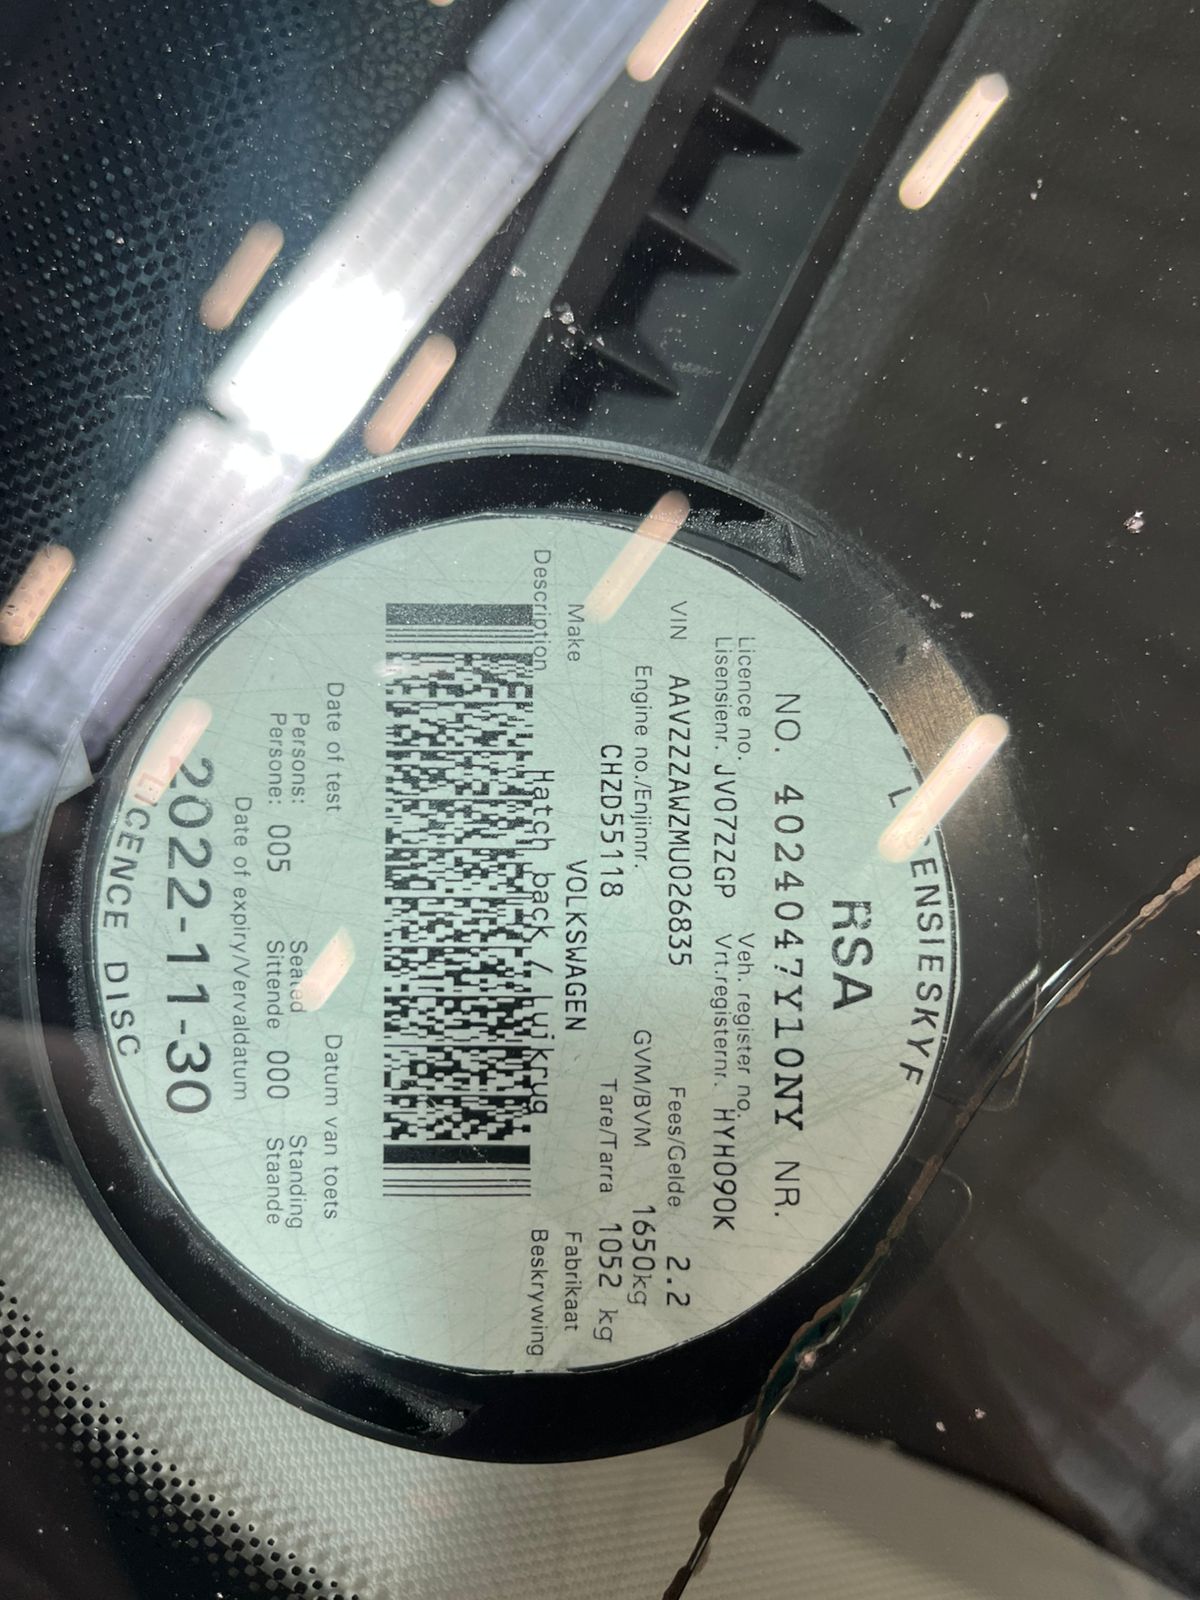 LISENSIESKYF
RSA
NO. 4024047Y10NY NR.
Licence no. Veh. register no.
Lisensienr. JV07ZZGP Vrt.registernr. HYH090K
VIN AAVZZZAWZMU026835 Fees/Gelde 2.2
Engine no./Enjinnr. GVM/BVM 1650kg
CHZD55118 Tare/Tarra 1052 kg
Make VOLKSWAGEN Fabrikaat
Description Hatch back / luikrug Beskrywing
Date of test Datum van toets
Persons: Seated Standing
Persone: 005 Sittende 000 Staande
Date of expiry/Vervaldatum
2022-11-30
LICENCE DISC